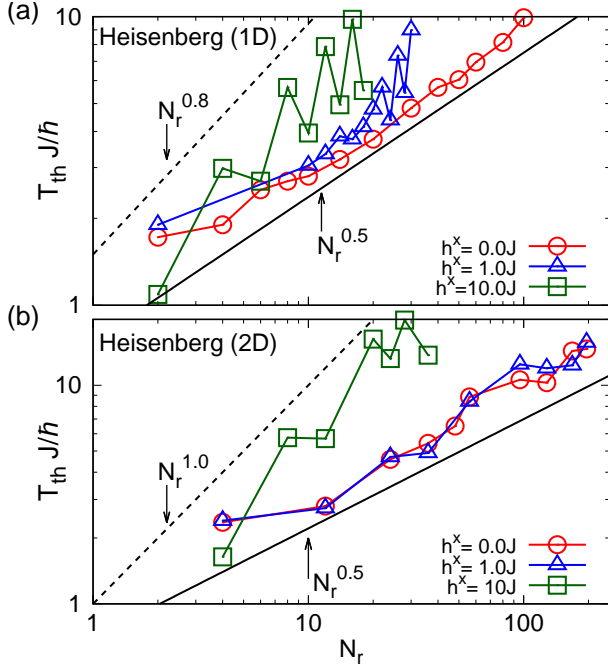 (a)
Heisenberg (1D)
N_r^0.8
N_r^0.5
T_th J/ℏ
10
1
h^x= 0.0J
h^x= 1.0J
h^x=10.0J
(b)
Heisenberg (2D)
N_r^1.0
N_r^0.5
T_th J/ℏ
10
1
h^x= 0.0J
h^x= 1.0J
h^x= 10J
1 10 100
N_r